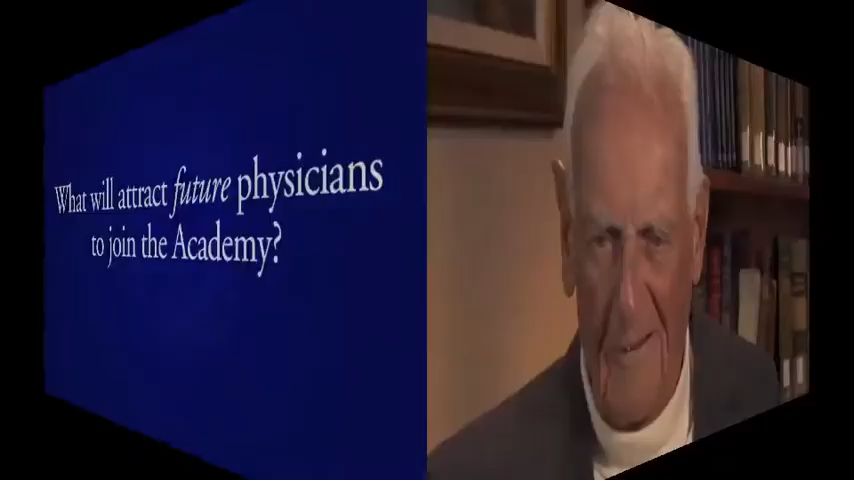 What will attract future physicians
to join the Academy?